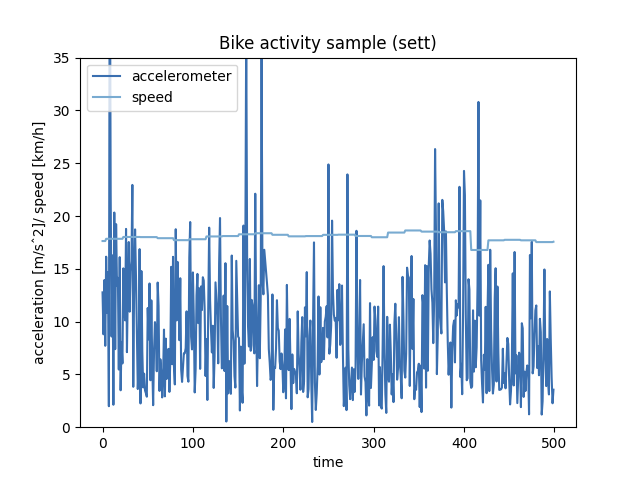 Bike activity sample (sett)
accelerometer
speed
acceleration [m/s^2]/ speed [km/h]
35
30
25
20
15
10
5
0
0 100 200 300 400 500
time